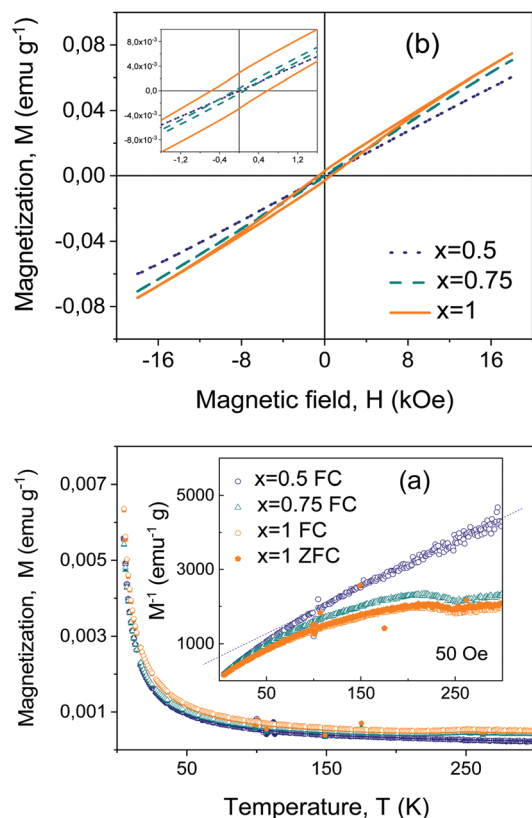 Magnetization, M (emu g⁻¹)
0,08
0,04
0,00
-0,04
-0,08
8,0x10⁻³
4,0x10⁻³
0,0
-4,0x10⁻³
-8,0x10⁻³
-1,2 -0,4 0,4 1,2
(b)
x=0.5
x=0.75
x=1
-16 -8 0 8 16
Magnetic field, H (kOe)
Magnetization, M (emu g⁻¹)
0,007
0,005
0,003
0,001
M⁻¹ (emu⁻¹ g)
5000
3000
1000
x=0.5 FC
x=0.75 FC
x=1 FC
x=1 ZFC
(a)
50 Oe
50 150 250
50 150 250
Temperature, T (K)